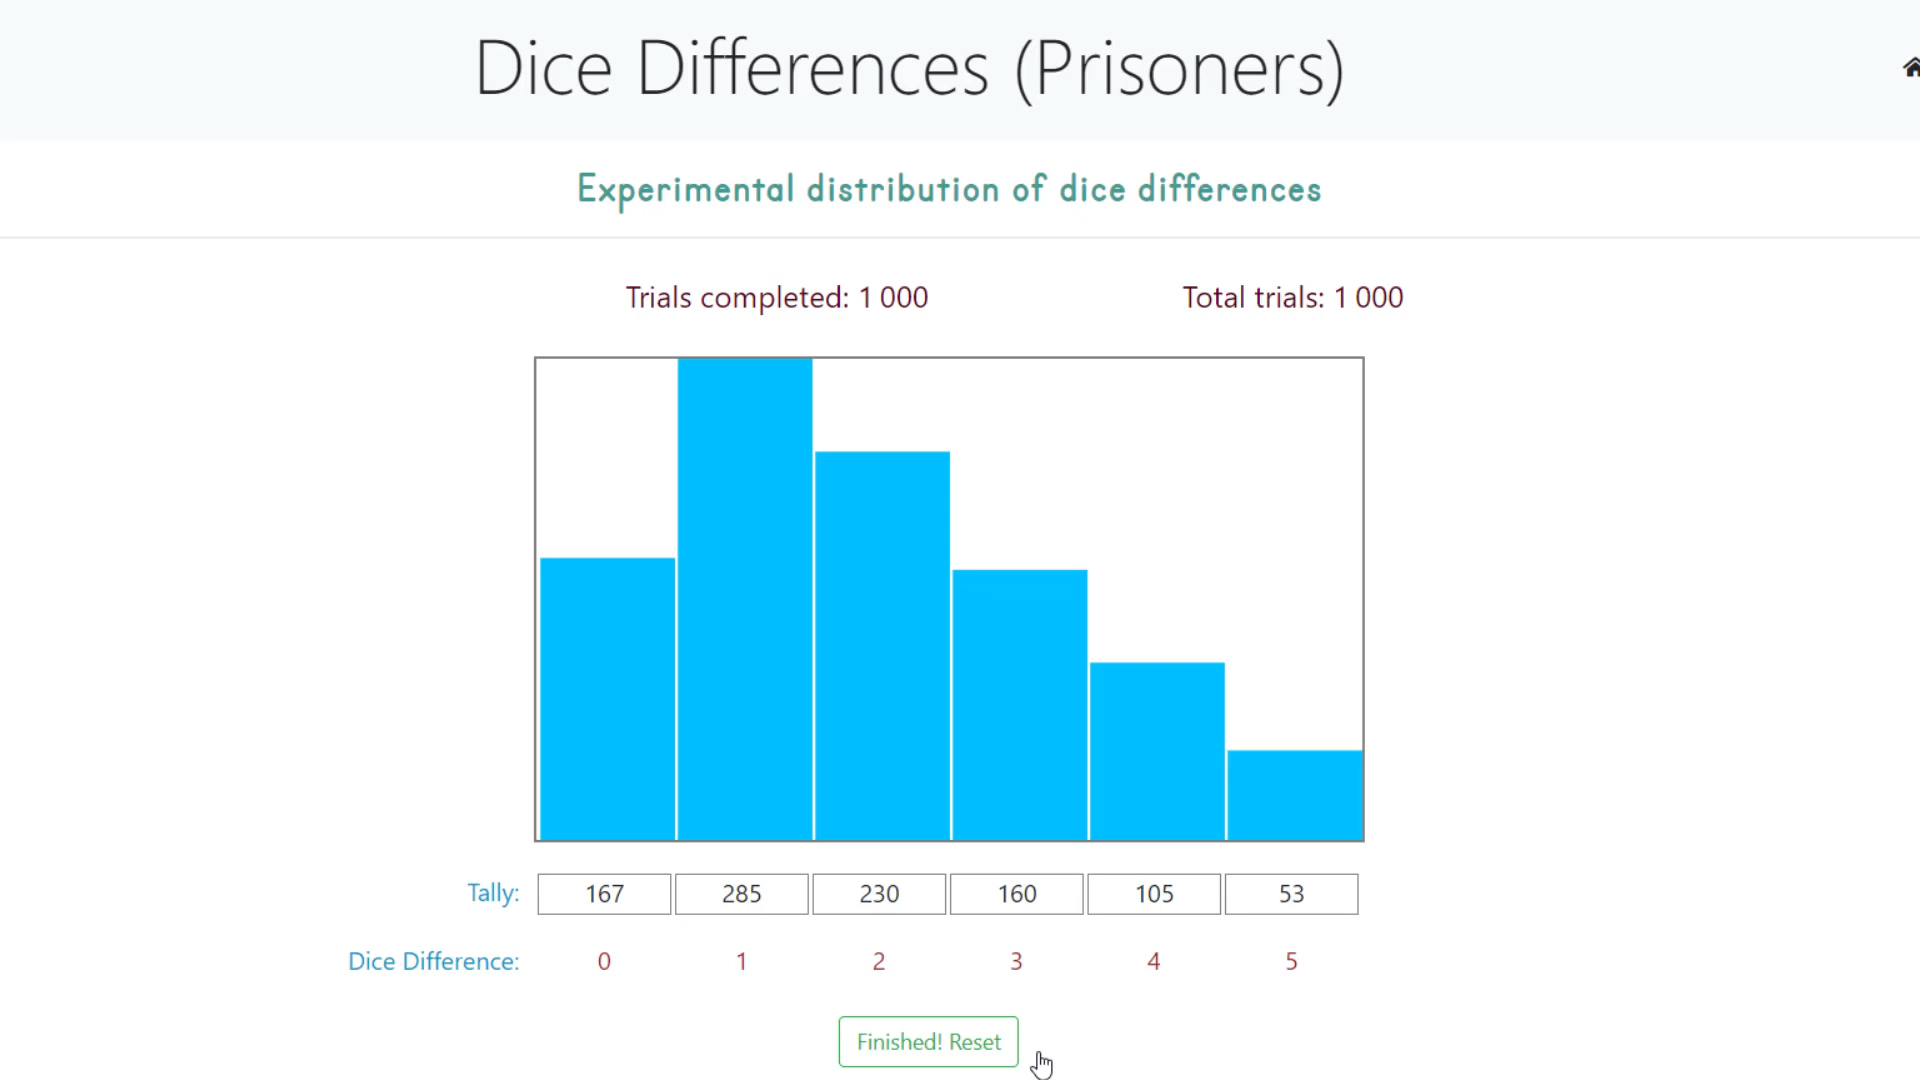 Dice Differences (Prisoners)
Experimental distribution of dice differences
Trials completed: 1 000 Total trials: 1 000
Tally: 167 285 230 160 105 53
Dice Difference: 0 1 2 3 4 5
Finished! Reset